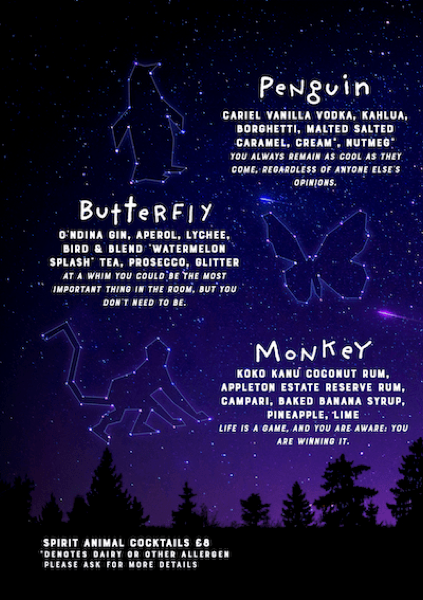 PENGUIN
GABIEL VANILLA VODKA, KAHLUA,
BORGHETTI, MALTED SALTED
CARAMEL, CREAM*, NUTMEG*
YOU ALWAYS REMAIN AS COOL AS THEY
COME, REGARDLESS OF ANYONE ELSE'S
OPINIONS.
BUTTERFLY
O'NDINA GIN, APEROL, LYCHEE,
BIRD & BLEND 'WATERMELON
SPLASH' TEA, PROSECCO, GLITTER
AT A WHIM YOU COULD BE THE MOST
IMPORTANT THING IN THE ROOM, BUT YOU
DON'T NEED TO BE.
MONKEY
KOKO KANU COCONUT RUM,
APPLETON ESTATE RESERVE RUM,
CAMPARI, BAKED BANANA SYRUP,
PINEAPPLE, LIME
LIFE IS A GAME, AND YOU ARE AWARE; YOU
ARE WINNING IT.
SPIRIT ANIMAL COCKTAILS £8
*DENOTES DAIRY OR OTHER ALLERGEN
PLEASE ASK FOR MORE DETAILS